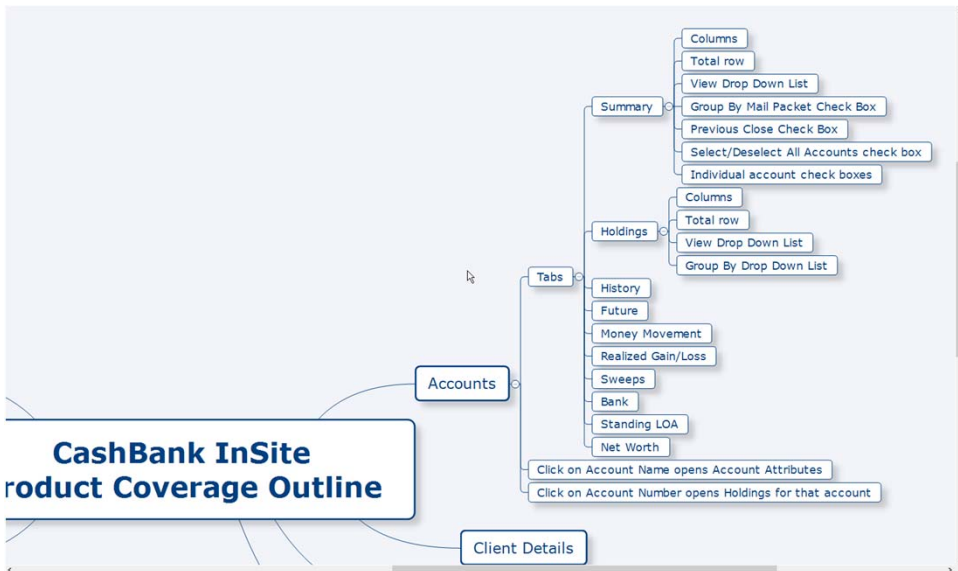 Columns
Total row
View Drop Down List
Summary
Group By Mail Packet Check Box
Previous Close Check Box
Select/Deselect All Accounts check box
Individual account check boxes
Columns
Total row
Holdings
View Drop Down List
Group By Drop Down List
Tabs
History
Future
Money Movement
Realized Gain/Loss
Sweeps
Bank
Standing LOA
Net Worth
Accounts
Click on Account Name opens Account Attributes
Click on Account Number opens Holdings for that account
CashBank InSite
roduct Coverage Outline
Client Details